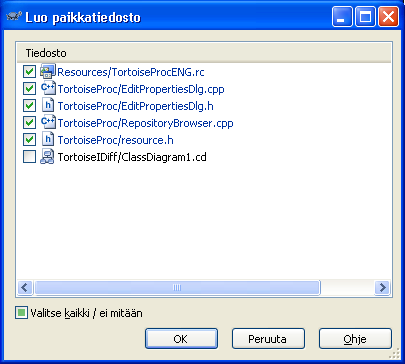 Luo paikkatiedosto
Tiedosto
Resources/TortoiseProcENG.rc
TortoiseProc/EditPropertiesDlg.cpp
TortoiseProc/EditPropertiesDlg.h
TortoiseProc/RepositoryBrowser.cpp
TortoiseProc/resource.h
TortoiseIDiff/ClassDiagram1.cd
Valitse kaikki / ei mitään
OK
Peruuta
Ohje